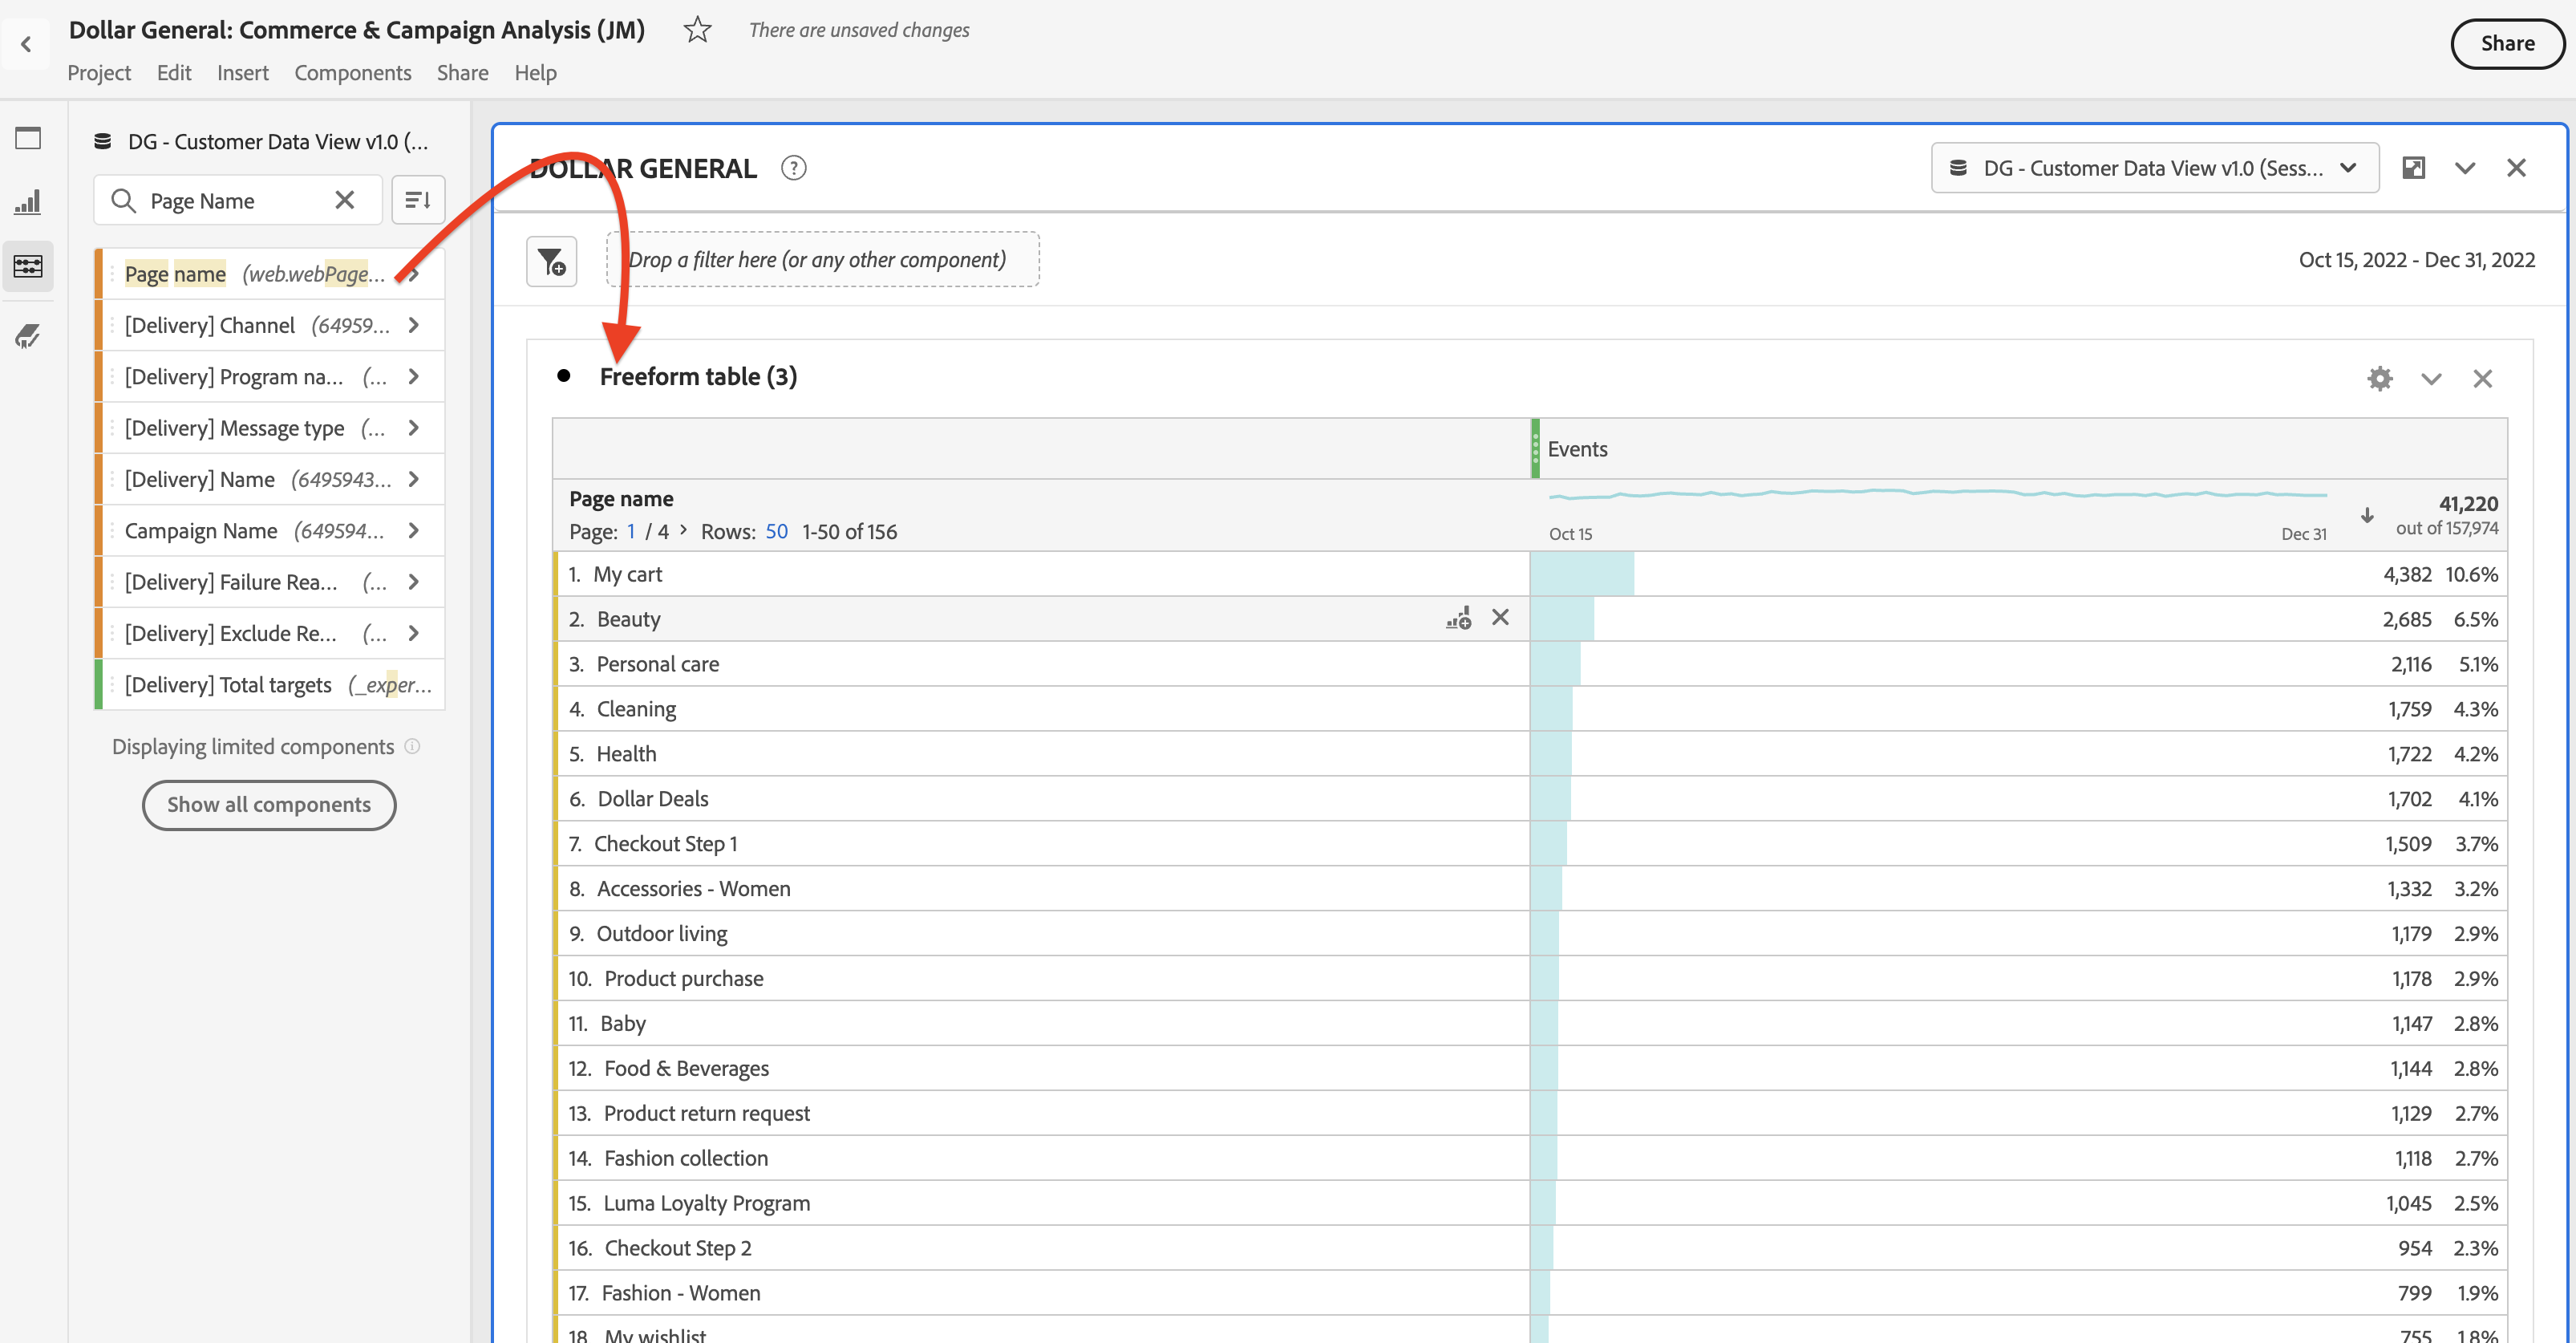 Dollar General: Commerce & Campaign Analysis (JM)
There are unsaved changes
Share
Project Edit Insert Components Share Help
DG - Customer Data View v1.0 (...
Page Name
Page name (web.webPage...
[Delivery] Channel (64959...
[Delivery] Program na... (...
[Delivery] Message type (...
[Delivery] Name (6495943...
Campaign Name (649594...
[Delivery] Failure Rea... (...
[Delivery] Exclude Re... (...
[Delivery] Total targets (_exper...
Displaying limited components
Show all components
DOLLAR GENERAL
DG - Customer Data View v1.0 (Sess...
Drop a filter here (or any other component)
Oct 15, 2022 - Dec 31, 2022
Freeform table (3)
Events
Page name
Page: 1 / 4 > Rows: 50 1-50 of 156
Oct 15
Dec 31
41,220
out of 157,974
1. My cart 4,382 10.6%
2. Beauty 2,685 6.5%
3. Personal care 2,116 5.1%
4. Cleaning 1,759 4.3%
5. Health 1,722 4.2%
6. Dollar Deals 1,702 4.1%
7. Checkout Step 1 1,509 3.7%
8. Accessories - Women 1,332 3.2%
9. Outdoor living 1,179 2.9%
10. Product purchase 1,178 2.9%
11. Baby 1,147 2.8%
12. Food & Beverages 1,144 2.8%
13. Product return request 1,129 2.7%
14. Fashion collection 1,118 2.7%
15. Luma Loyalty Program 1,045 2.5%
16. Checkout Step 2 954 2.3%
17. Fashion - Women 799 1.9%
18. My wishlist 755 1.8%